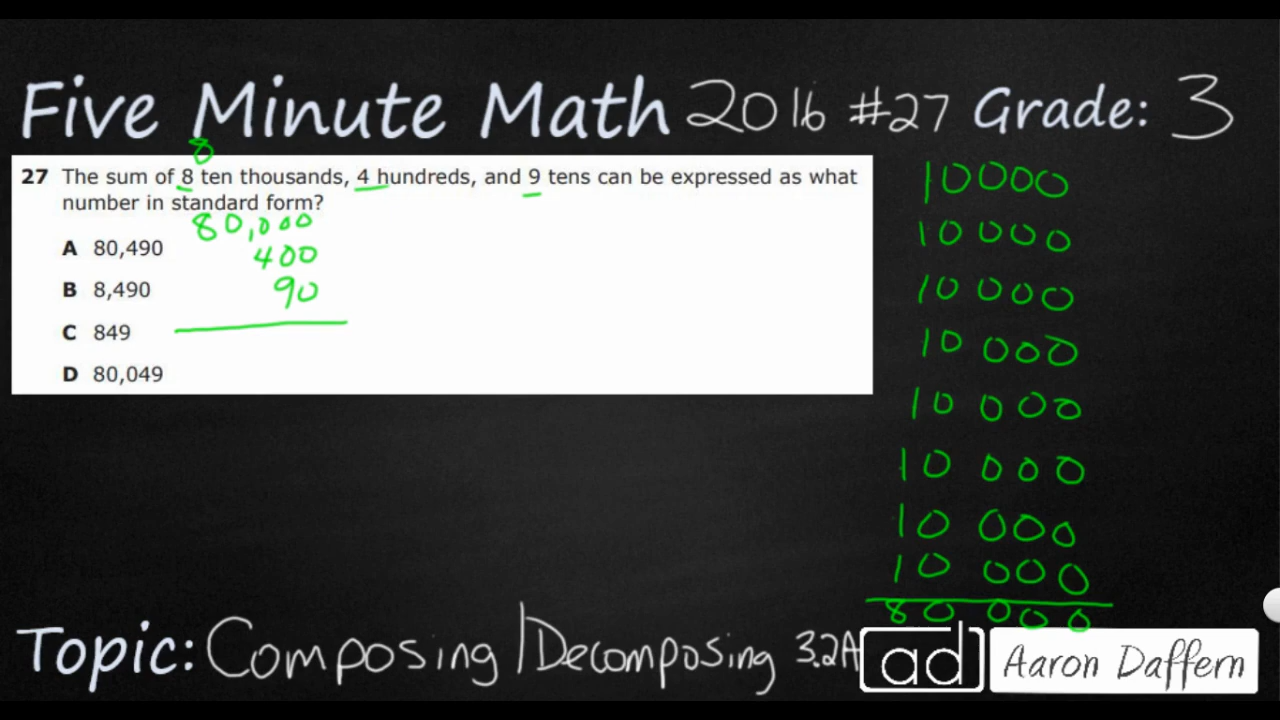 Five Minute Math 2016 #27 Grade: 3
8
27 The sum of 8 ten thousands, 4 hundreds, and 9 tens can be expressed as what
number in standard form?
80,000
A 80,490
400
B 8,490
90
C 849
D 80,049
10000
10000
10000
10000
10000
10000
10000
10000
80000
Topic: Composing/Decomposing 3.2A
ad
Aaron Daffern